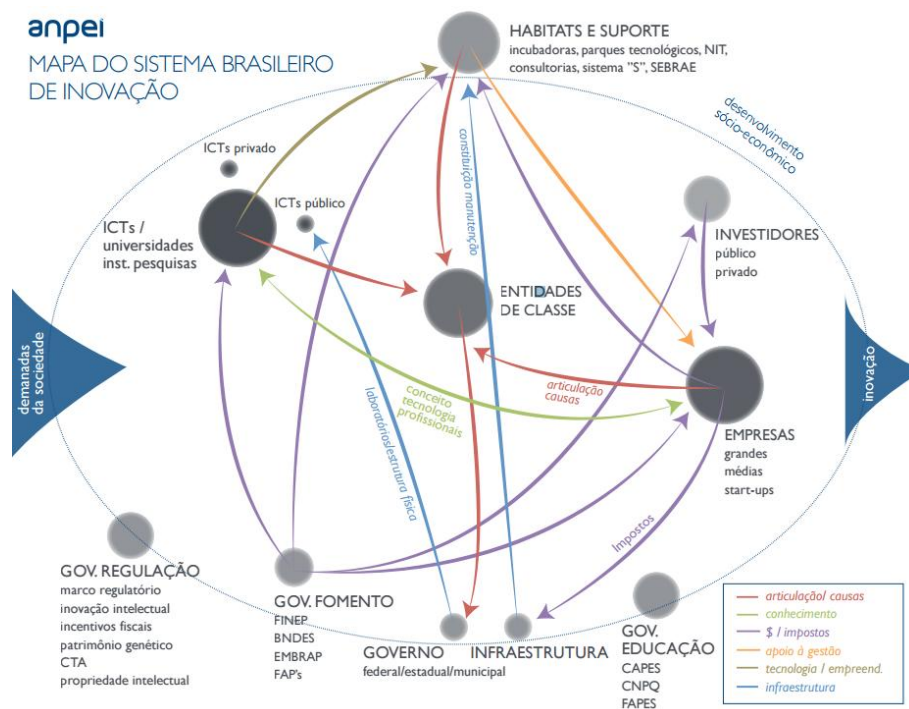 anpei
MAPA DO SISTEMA BRASILEIRO
DE INOVAÇÃO
HABITATS E SUPORTE
incubadoras, parques tecnológicos, NIT,
consultorias, sistema "S", SEBRAE
desenvolvimento
sócio-econômico
ICTs privado
ICTs público
ICTs /
universidades
inst. pesquisas
constituição manutenção
INVESTIDORES
público
privado
ENTIDADES
DE CLASSE
demanadas
da sociedade
inovação
articulação
causas
conceito
tecnologia
profissionais
laboratórios/estrutura física
EMPRESAS
grandes
médias
start-ups
Impostos
GOV. REGULAÇÃO
marco regulatório
inovação intelectual
incentivos fiscais
patrimônio genético
CTA
propriedade intelectual
GOV. FOMENTO
FINEP
BNDES
EMBRAP
FAP's
GOVERNO
federal/estadual/municipal
INFRAESTRUTURA
GOV.
EDUCAÇÃO
CAPES
CNPQ
FAPES
articulação/ causas
conhecimento
$ / impostos
apoio à gestão
tecnologia / empreend.
infraestrutura